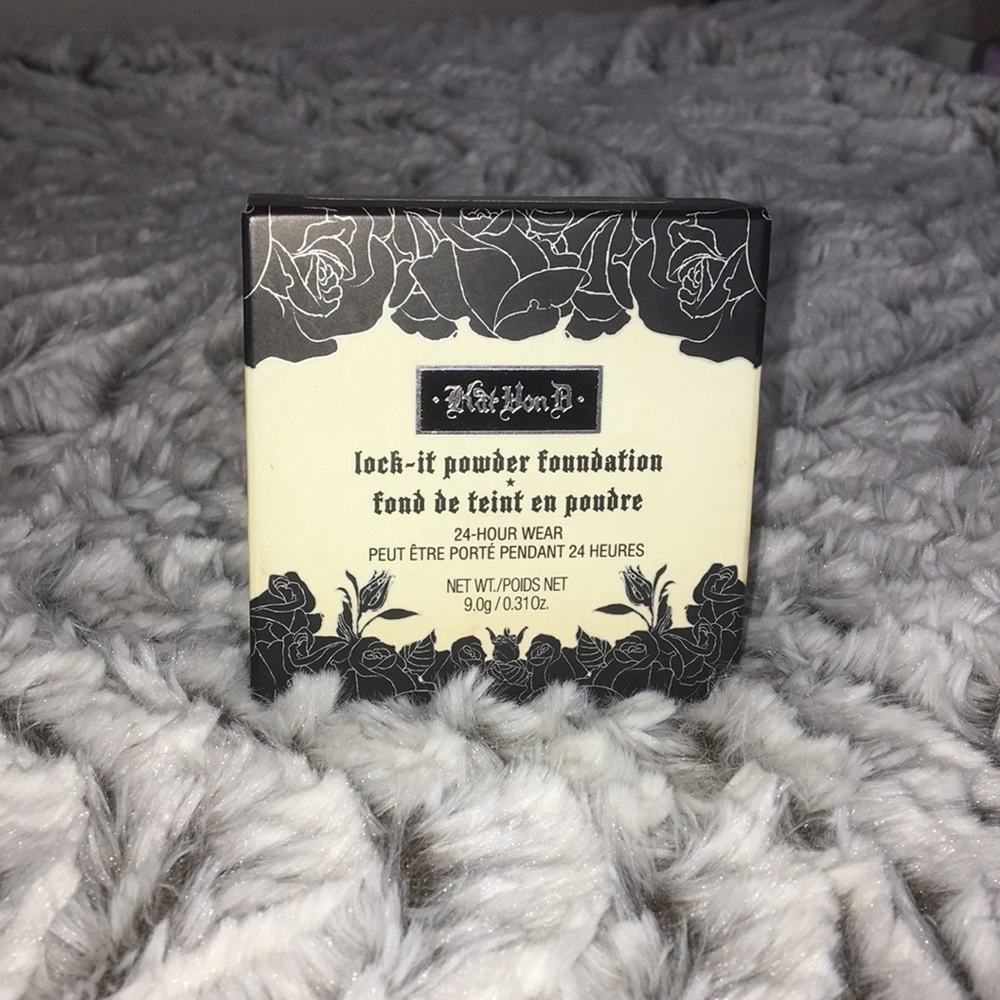 · Kat Von D ·
lock-it powder foundation
★
fond de teint en poudre
24-HOUR WEAR
PEUT ÊTRE PORTÉ PENDANT 24 HEURES
NET WT./POIDS NET
9.0g / 0.31Oz.